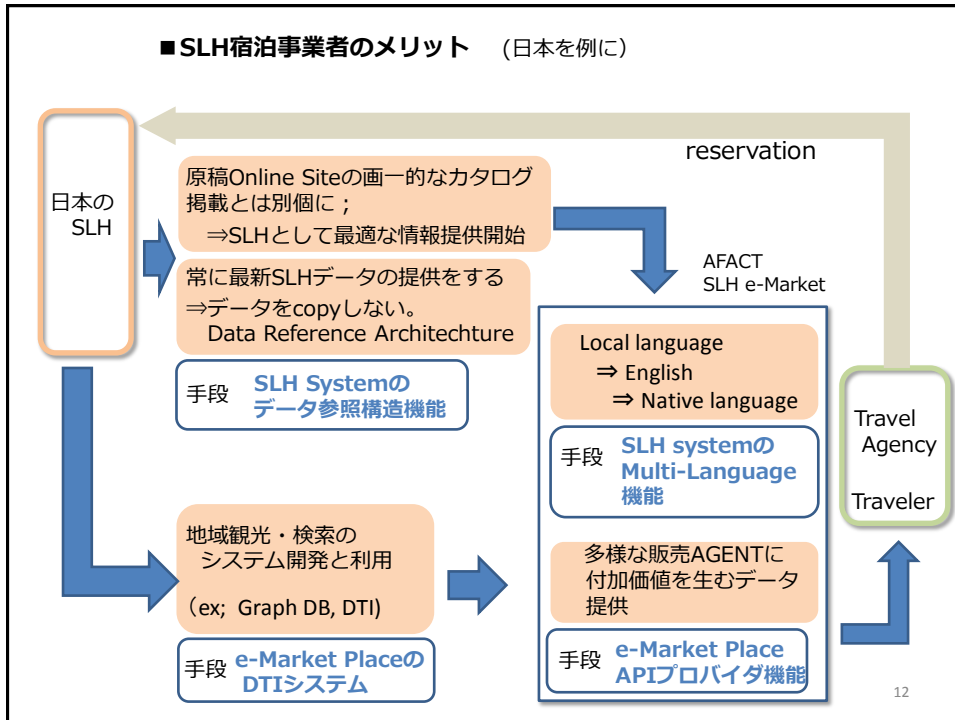 ■SLH宿泊事業者のメリット (日本を例に）
reservation
日本の
SLH
原稿Online Siteの画一的なカタログ
掲載とは別個に；
⇒SLHとして最適な情報提供開始
常に最新SLHデータの提供をする
⇒データをcopyしない。
Data Reference Architechture
手段 SLH Systemの
データ参照構造機能
AFACT
SLH e-Market
Local language
⇒ English
⇒ Native language
手段 SLH systemの
Multi-Language
機能
Travel
Agency
Traveler
地域観光・検索の
システム開発と利用
（ex; Graph DB, DTI)
手段 e-Market Placeの
DTIシステム
多様な販売AGENTに
付加価値を生むデータ
提供
手段 e-Market Place
APIプロバイダ機能
12